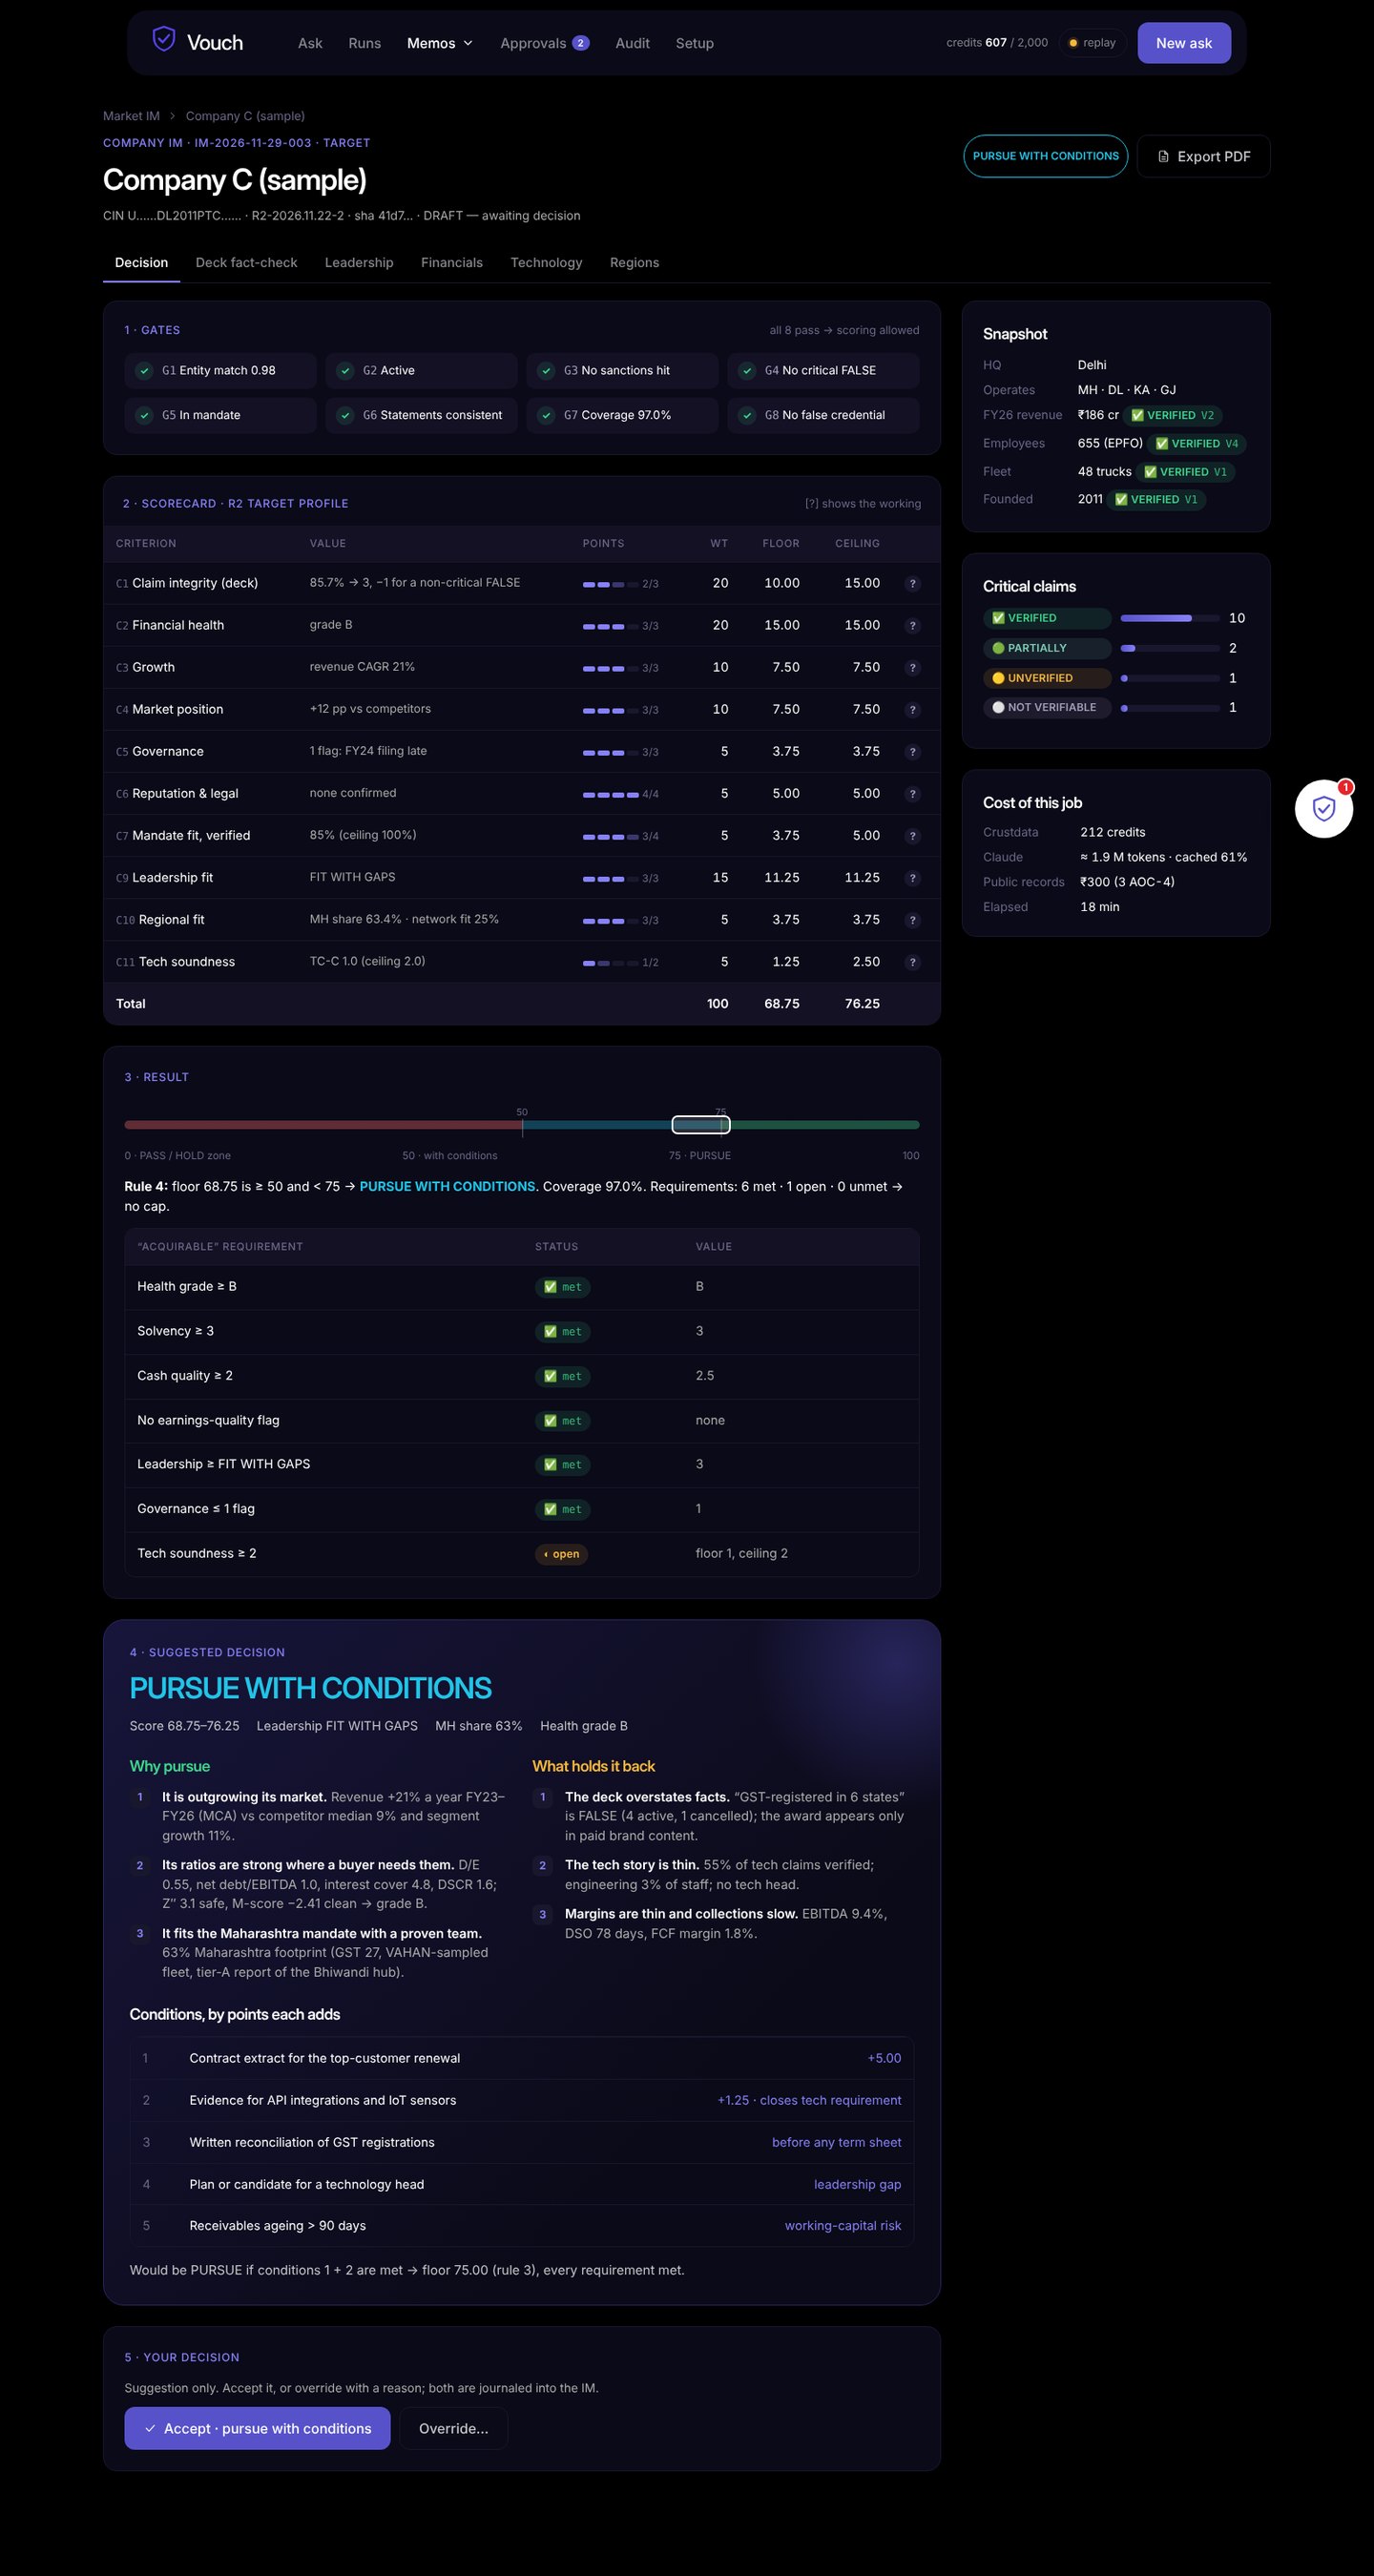 Vouch
Ask Runs Memos Approvals 2 Audit Setup
credits 607 / 2,000 replay New ask
Market IM > Company C (sample)
COMPANY IM · IM-2026-11-29-003 · TARGET
Company C (sample)
PURSUE WITH CONDITIONS Export PDF
CIN U......DL2011PTC...... · R2-2026.11.22-2 · sha 41d7... · DRAFT — awaiting decision
Decision Deck fact-check Leadership Financials Technology Regions
1 · GATES all 8 pass → scoring allowed
G1 Entity match 0.98 G2 Active G3 No sanctions hit G4 No critical FALSE
G5 In mandate G6 Statements consistent G7 Coverage 97.0% G8 No false credential
2 · SCORECARD · R2 TARGET PROFILE [?] shows the working
CRITERION VALUE POINTS WT FLOOR CEILING
C1 Claim integrity (deck) 85.7% → 3, −1 for a non-critical FALSE 2/3 20 10.00 15.00 ?
C2 Financial health grade B 3/3 20 15.00 15.00 ?
C3 Growth revenue CAGR 21% 3/3 10 7.50 7.50 ?
C4 Market position +12 pp vs competitors 3/3 10 7.50 7.50 ?
C5 Governance 1 flag: FY24 filing late 3/3 5 3.75 3.75 ?
C6 Reputation & legal none confirmed 4/4 5 5.00 5.00 ?
C7 Mandate fit, verified 85% (ceiling 100%) 3/4 5 3.75 5.00 ?
C9 Leadership fit FIT WITH GAPS 3/3 15 11.25 11.25 ?
C10 Regional fit MH share 63.4% · network fit 25% 3/3 5 3.75 3.75 ?
C11 Tech soundness TC-C 1.0 (ceiling 2.0) 1/2 5 1.25 2.50 ?
Total 100 68.75 76.25
3 · RESULT
50 75
0 · PASS / HOLD zone 50 · with conditions 75 · PURSUE 100
Rule 4: floor 68.75 is ≥ 50 and < 75 → PURSUE WITH CONDITIONS. Coverage 97.0%. Requirements: 6 met · 1 open · 0 unmet →
no cap.
“ACQUIRABLE” REQUIREMENT STATUS VALUE
Health grade ≥ B ✅ met B
Solvency ≥ 3 ✅ met 3
Cash quality ≥ 2 ✅ met 2.5
No earnings-quality flag ✅ met none
Leadership ≥ FIT WITH GAPS ✅ met 3
Governance ≤ 1 flag ✅ met 1
Tech soundness ≥ 2 open floor 1, ceiling 2
4 · SUGGESTED DECISION
PURSUE WITH CONDITIONS
Score 68.75–76.25 Leadership FIT WITH GAPS MH share 63% Health grade B
Why pursue
1 It is outgrowing its market. Revenue +21% a year FY23–
FY26 (MCA) vs competitor median 9% and segment
growth 11%.
2 Its ratios are strong where a buyer needs them. D/E
0.55, net debt/EBITDA 1.0, interest cover 4.8, DSCR 1.6;
Z″ 3.1 safe, M-score −2.41 clean → grade B.
3 It fits the Maharashtra mandate with a proven team.
63% Maharashtra footprint (GST 27, VAHAN-sampled
fleet, tier-A report of the Bhiwandi hub).
What holds it back
1 The deck overstates facts. “GST-registered in 6 states”
is FALSE (4 active, 1 cancelled); the award appears only
in paid brand content.
2 The tech story is thin. 55% of tech claims verified;
engineering 3% of staff; no tech head.
3 Margins are thin and collections slow. EBITDA 9.4%,
DSO 78 days, FCF margin 1.8%.
Conditions, by points each adds
1 Contract extract for the top-customer renewal +5.00
2 Evidence for API integrations and IoT sensors +1.25 · closes tech requirement
3 Written reconciliation of GST registrations before any term sheet
4 Plan or candidate for a technology head leadership gap
5 Receivables ageing > 90 days working-capital risk
Would be PURSUE if conditions 1 + 2 are met → floor 75.00 (rule 3), every requirement met.
5 · YOUR DECISION
Suggestion only. Accept it, or override with a reason; both are journaled into the IM.
Accept · pursue with conditions Override...
Snapshot
HQ Delhi
Operates MH · DL · KA · GJ
FY26 revenue ₹186 cr ✅ VERIFIED V2
Employees 655 (EPFO) ✅ VERIFIED V4
Fleet 48 trucks ✅ VERIFIED V1
Founded 2011 ✅ VERIFIED V1
Critical claims
✅ VERIFIED 10
🟢 PARTIALLY 2
🟡 UNVERIFIED 1
⚪ NOT VERIFIABLE 1
Cost of this job
Crustdata 212 credits
Claude ≈ 1.9 M tokens · cached 61%
Public records ₹300 (3 AOC-4)
Elapsed 18 min
1